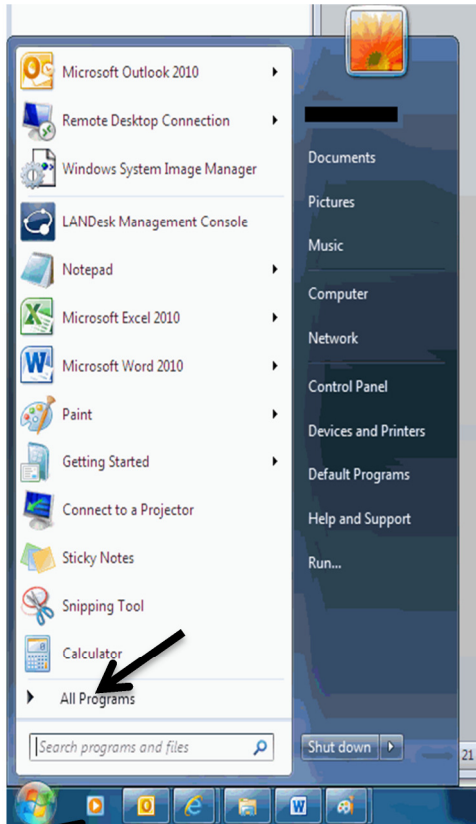 Microsoft Outlook 2010
Remote Desktop Connection
Windows System Image Manager
LANDesk Management Console
Notepad
Microsoft Excel 2010
Microsoft Word 2010
Paint
Getting Started
Connect to a Projector
Sticky Notes
Snipping Tool
Calculator
All Programs
Search programs and files
Documents
Pictures
Music
Computer
Network
Control Panel
Devices and Printers
Default Programs
Help and Support
Run...
Shut down
21